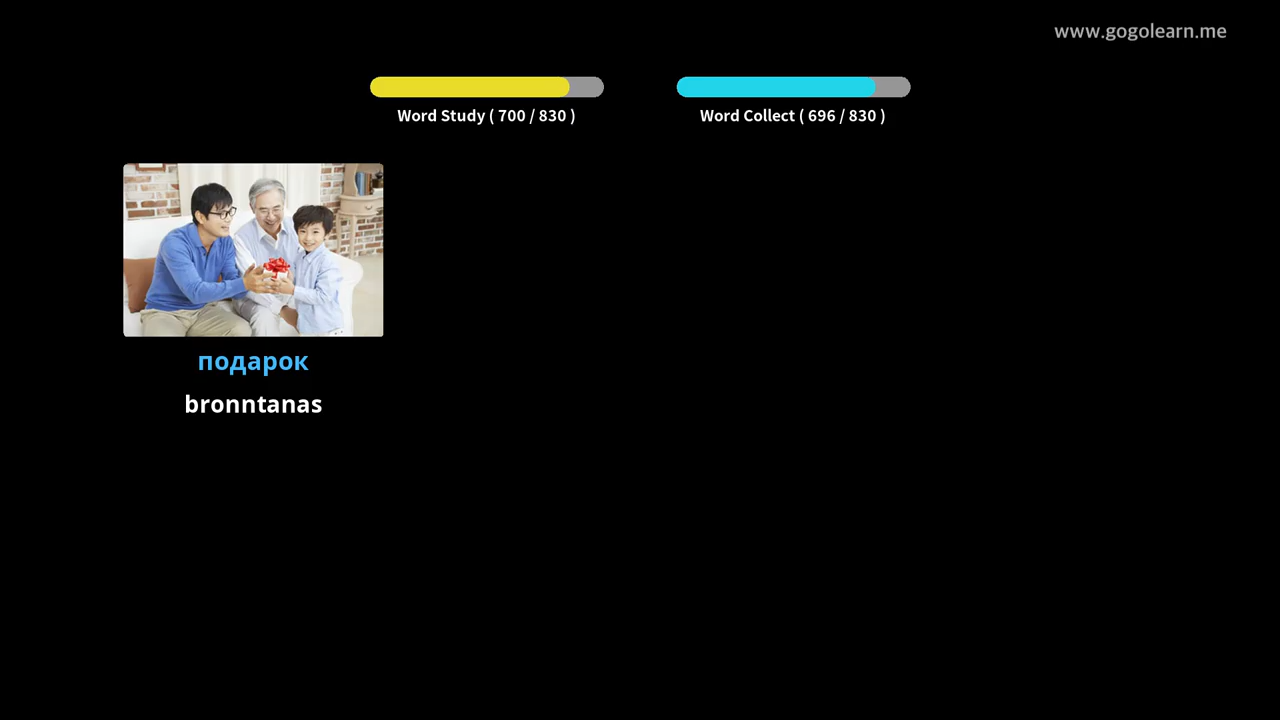 www.gogolearn.me
Word Study ( 700 / 830 )
Word Collect ( 696 / 830 )
подарок
bronntanas